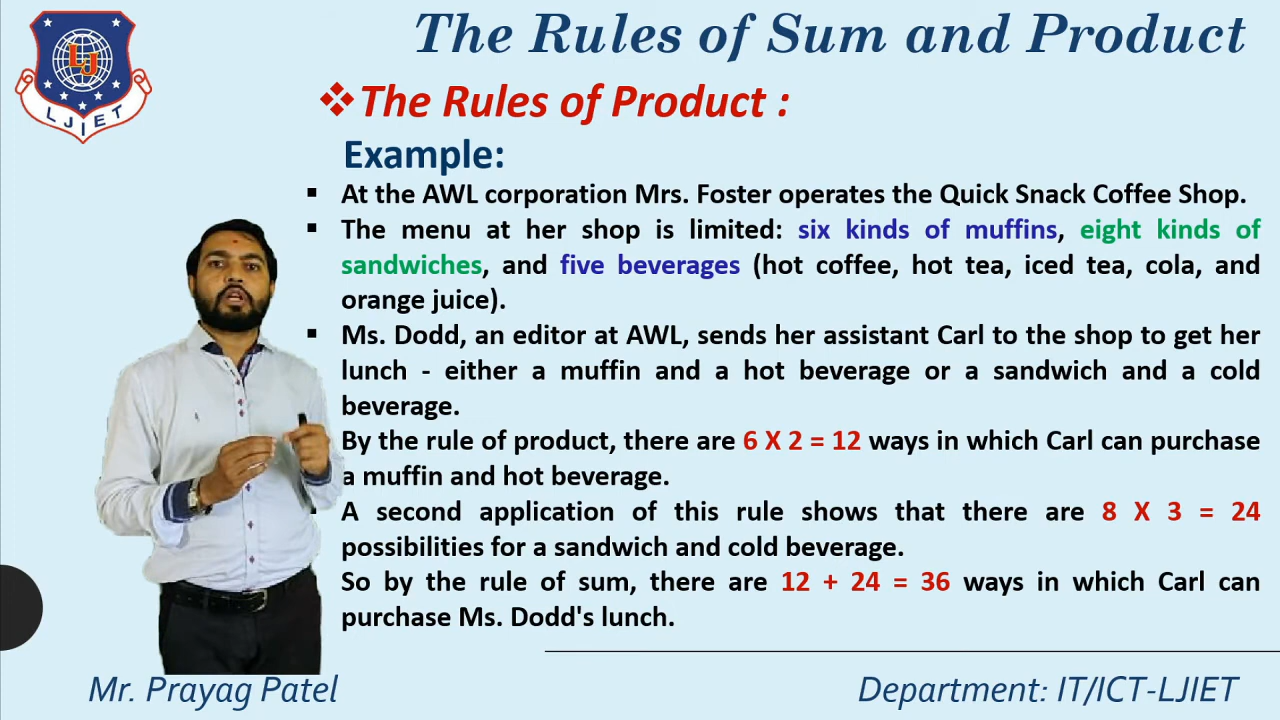 The Rules of Sum and Product
LJIET
LJ
The Rules of Product :
Example:
▪ At the AWL corporation Mrs. Foster operates the Quick Snack Coffee Shop.
▪ The menu at her shop is limited: six kinds of muffins, eight kinds of
sandwiches, and five beverages (hot coffee, hot tea, iced tea, cola, and
orange juice).
▪ Ms. Dodd, an editor at AWL, sends her assistant Carl to the shop to get her
lunch - either a muffin and a hot beverage or a sandwich and a cold
beverage.
By the rule of product, there are 6 X 2 = 12 ways in which Carl can purchase
a muffin and hot beverage.
A second application of this rule shows that there are 8 X 3 = 24
possibilities for a sandwich and cold beverage.
So by the rule of sum, there are 12 + 24 = 36 ways in which Carl can
purchase Ms. Dodd's lunch.
Mr. Prayag Patel
Department: IT/ICT-LJIET